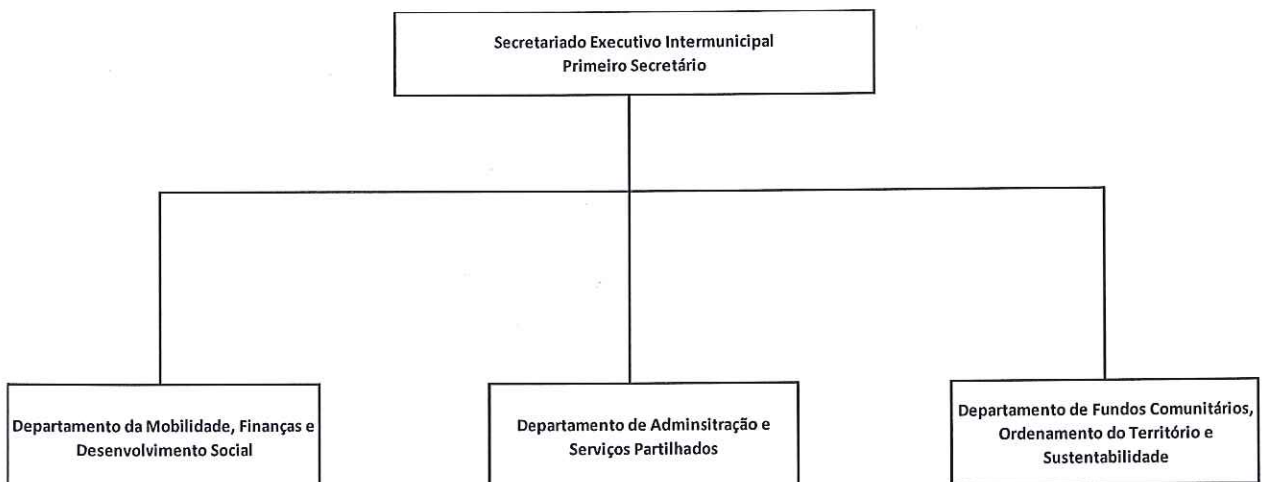 Secretariado Executivo Intermunicipal
Primeiro Secretário
Departamento da Mobilidade, Finanças e
Desenvolvimento Social
Departamento de Adminsitração e
Serviços Partilhados
Departamento de Fundos Comunitários,
Ordenamento do Território e
Sustentabilidade